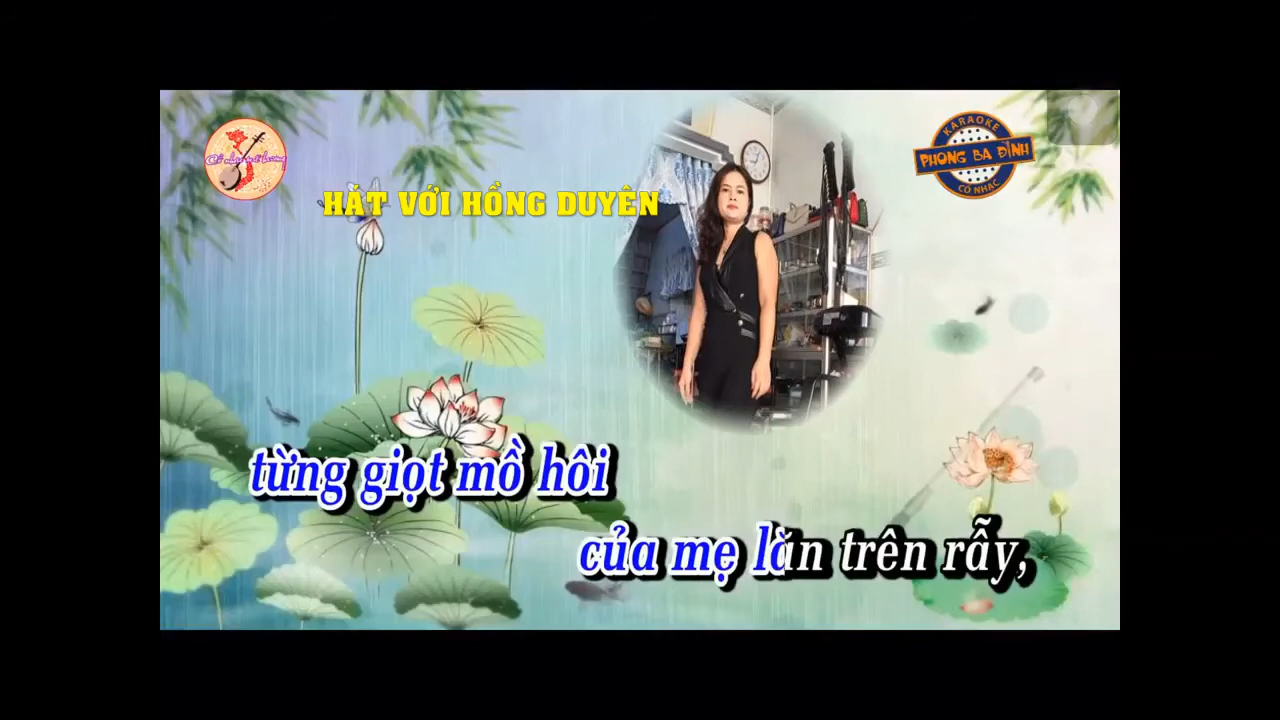 KARAOKE
PHONG BA ĐÌNH
CỔ NHẠC
HÁT VỚI HỒNG DUYÊN
từng giọt mồ hôi
của mẹ lăn trên rẫy,